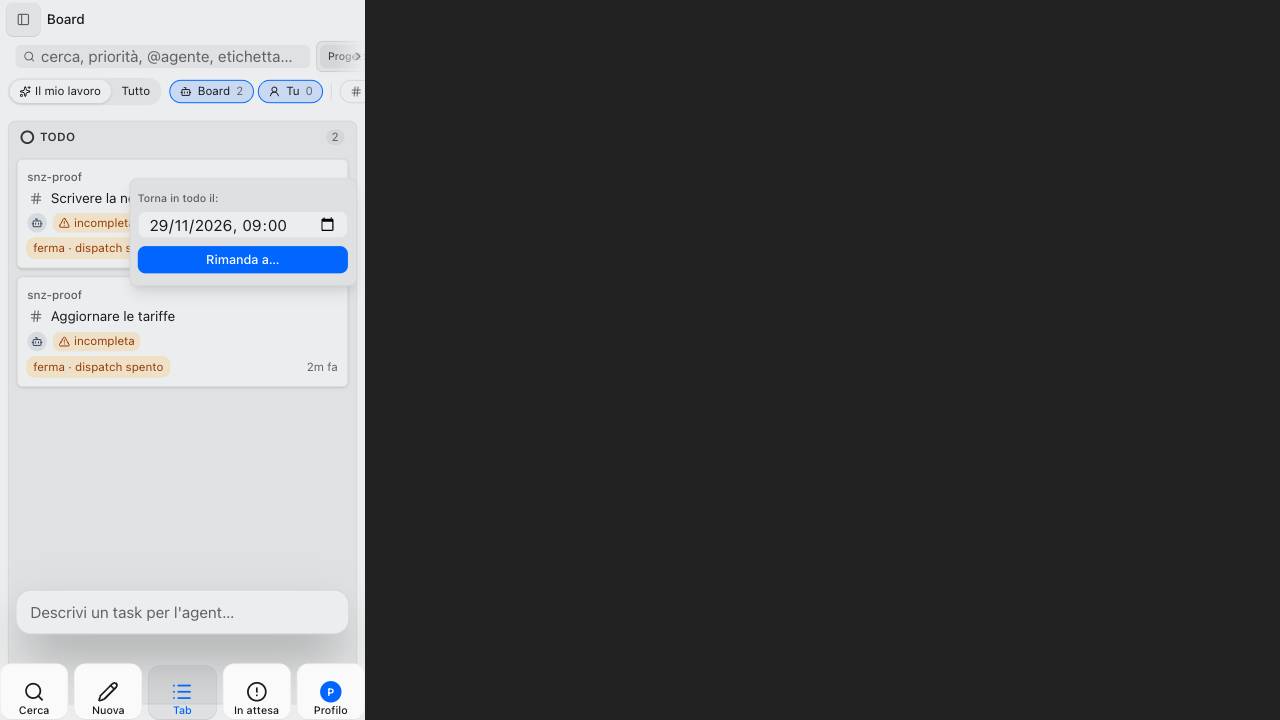 Board
cerca, priorità, @agente, etichetta...
Il mio lavoro
Tutto
Board 2
Tu 0
#
TODO
2
snz-proof
# Scrivere la
Torna in todo il:
29/11/2026, 09:00
Rimanda a...
ferma · dispatch
snz-proof
# Aggiornare le tariffe
incompleta
ferma · dispatch spento
2m fa
Descrivi un task per l'agent...
Cerca
Nuova
Tab
In attesa
P
Profilo